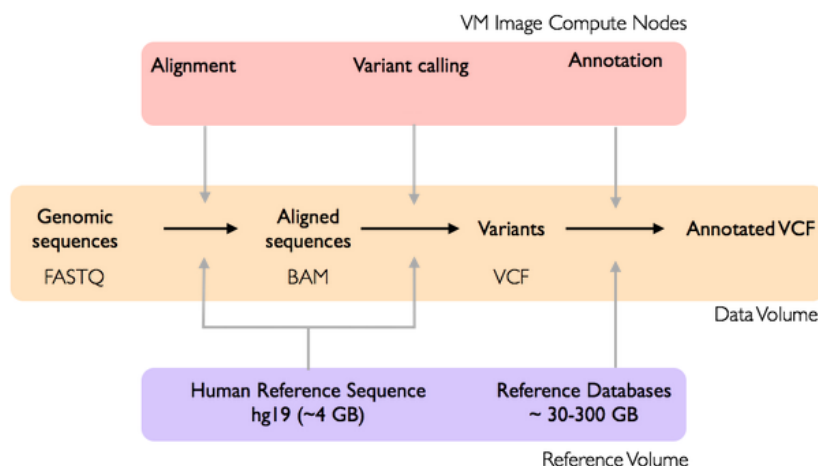 VM Image Compute Nodes
Alignment
Variant calling
Annotation
Genomic
sequences
FASTQ
Aligned
sequences
BAM
Variants
VCF
Annotated VCF
Data Volume
Human Reference Sequence
hg19 (~4 GB)
Reference Databases
~ 30-300 GB
Reference Volume